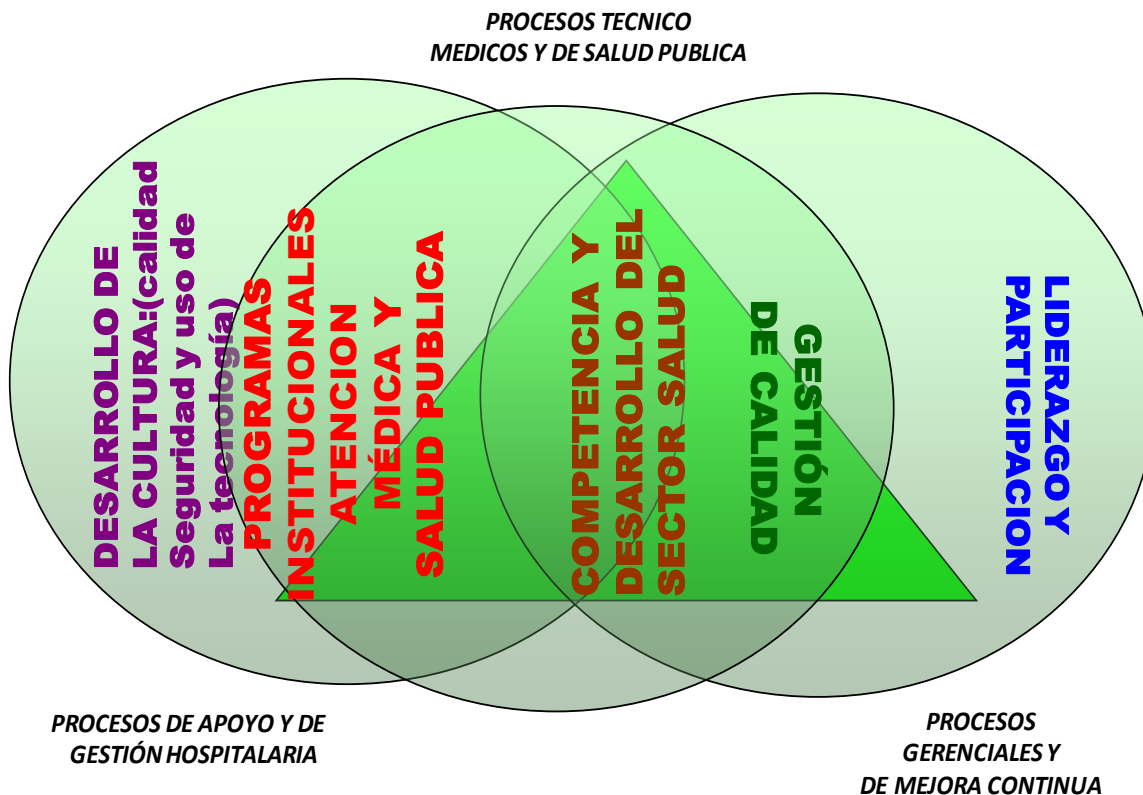 PROCESOS TECNICO
MEDICOS Y DE SALUD PUBLICA
DESARROLLO DE
LA CULTURA:(calidad
Seguridad y uso de
La tecnología)
PROGRAMAS
INSTITUCIONALES
ATENCION
MÉDICA Y
SALUD PUBLICA
COMPETENCIA Y
DESARROLLO DEL
SECTOR SALUD
GESTIÓN
DE CALIDAD
LIDERAZGO Y
PARTICIPACION
PROCESOS DE APOYO Y DE
GESTIÓN HOSPITALARIA
PROCESOS
GERENCIALES Y
DE MEJORA CONTINUA